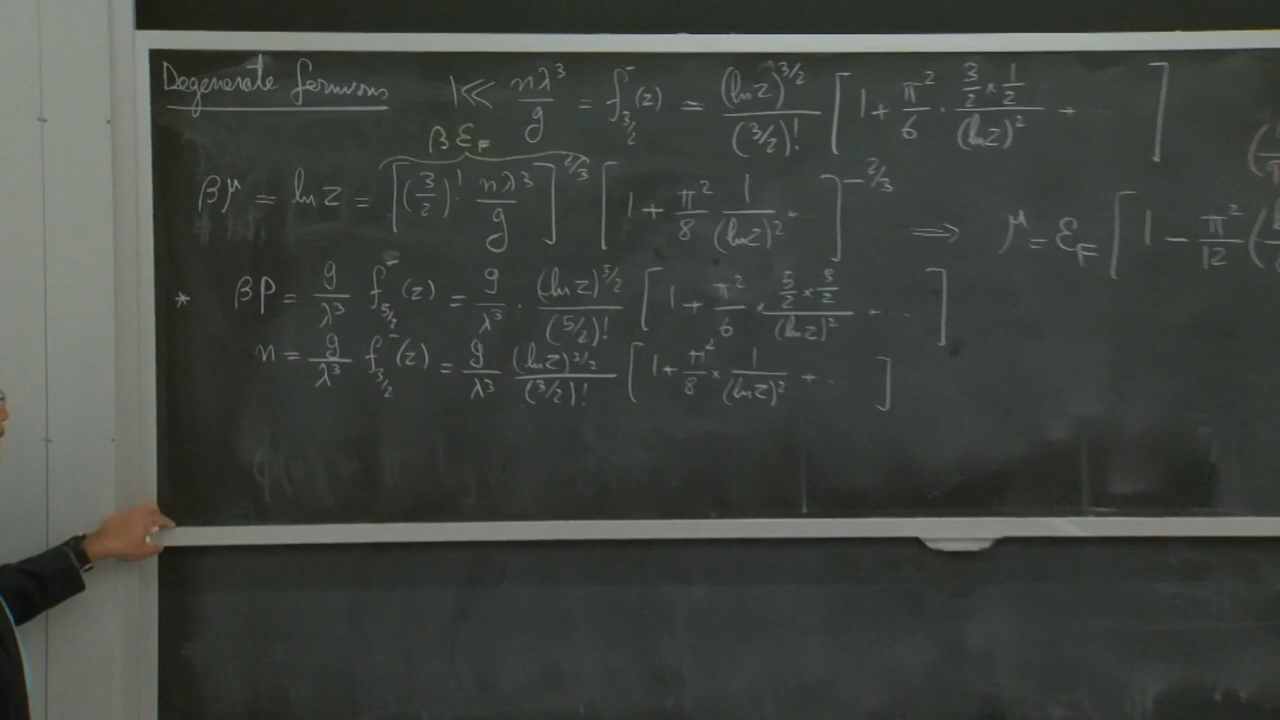 Degenerate fermions 1 ≪ nλ³/g = f⁻_{3/2}(z) = (ln z)^{3/2}/(3/2)! [1 + π²/6 · (3/2 × 1/2)/(ln z)² + ]
βε_F
βμ = ln z = [(3/2)! nλ³/g]^{2/3} [1 + π²/8 1/(ln z)² ..]^{-2/3} ⟹ μ = ε_F [1 - π²/12 (
* βP = g/λ³ f⁻_{5/2}(z) = g/λ³ · (ln z)^{5/2}/(5/2)! [1 + π²/6 × (5/2 × 3/2)/(ln z)² + ...]
n = g/λ³ f⁻_{3/2}(z) = g/λ³ (ln z)^{3/2}/(3/2)! [1 + π²/8 × 1/(ln z)² + ...]